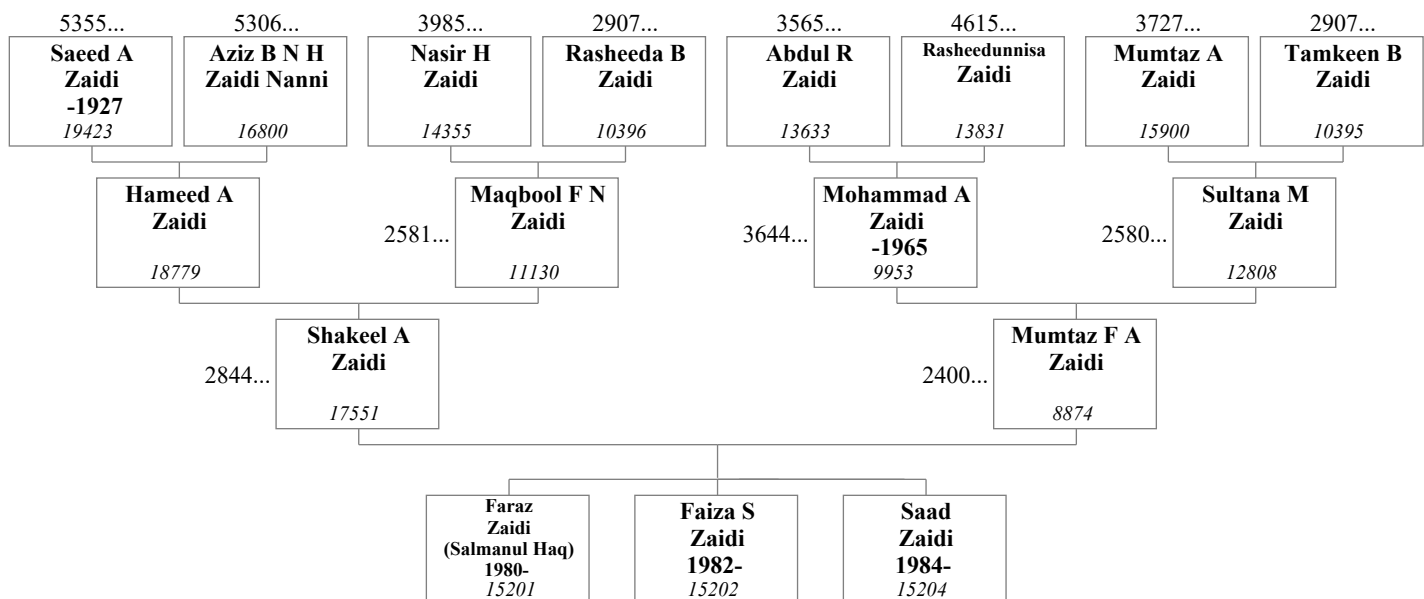 5355... 5306... 3985... 2907... 3565... 4615... 3727... 2907...
Saeed A
Zaidi
-1927
19423
Aziz B N H
Zaidi Nanni
16800
Nasir H
Zaidi
14355
Rasheeda B
Zaidi
10396
Abdul R
Zaidi
13633
Rasheedunnisa
Zaidi
13831
Mumtaz A
Zaidi
15900
Tamkeen B
Zaidi
10395
Hameed A
Zaidi
18779
2581...
Maqbool F N
Zaidi
11130
3644...
Mohammad A
Zaidi
-1965
9953
2580...
Sultana M
Zaidi
12808
2844...
Shakeel A
Zaidi
17551
2400...
Mumtaz F A
Zaidi
8874
Faraz
Zaidi
(Salmanul Haq)
1980-
15201
Faiza S
Zaidi
1982-
15202
Saad
Zaidi
1984-
15204